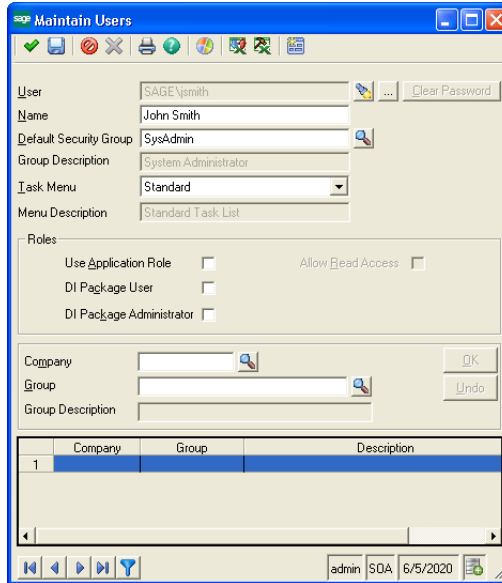 sage Maintain Users
User SAGE\jsmith ... Clear Password
Name John Smith
Default Security Group SysAdmin
Group Description System Administrator
Task Menu Standard
Menu Description Standard Task List
Roles
Use Application Role Allow Read Access
DI Package User
DI Package Administrator
Company OK
Group Undo
Group Description
Company Group Description
1
admin SOA 6/5/2020